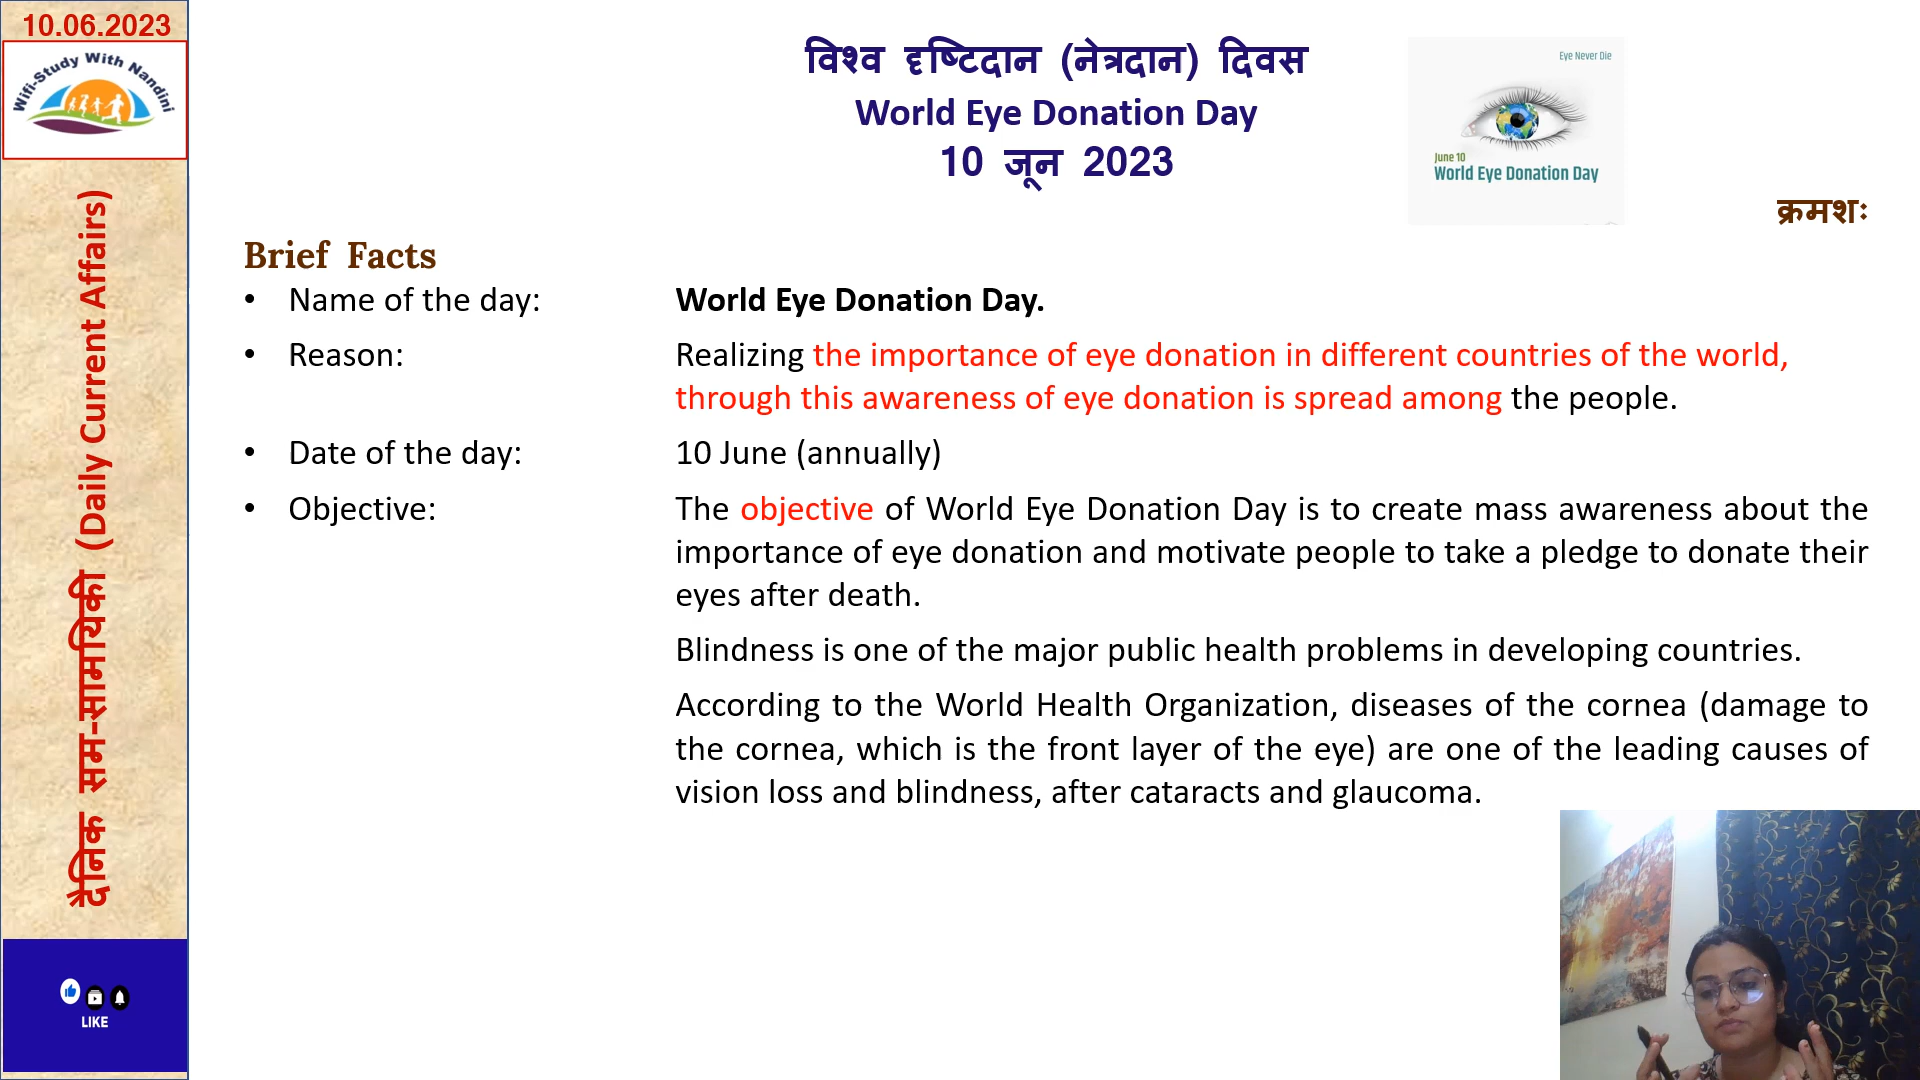 10.06.2023
Wifi-Study With Nandini
दैनिक सम-सामयिकी (Daily Current Affairs)
LIKE
विश्व दृष्टिदान (नेत्रदान) दिवस
World Eye Donation Day
10 जून 2023
Eye Never Die
June 10
World Eye Donation Day
क्रमशः
Brief Facts
• Name of the day: World Eye Donation Day.
• Reason: Realizing the importance of eye donation in different countries of the world,
through this awareness of eye donation is spread among the people.
• Date of the day: 10 June (annually)
• Objective: The objective of World Eye Donation Day is to create mass awareness about the
importance of eye donation and motivate people to take a pledge to donate their
eyes after death.
Blindness is one of the major public health problems in developing countries.
According to the World Health Organization, diseases of the cornea (damage to
the cornea, which is the front layer of the eye) are one of the leading causes of
vision loss and blindness, after cataracts and glaucoma.